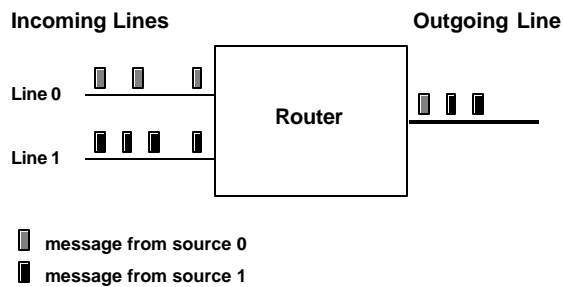 Incoming Lines
Outgoing Line
Line 0
Router
Line 1
message from source 0
message from source 1